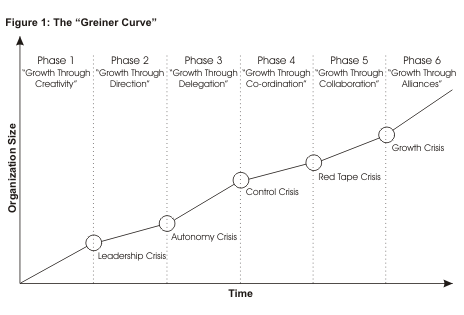 Figure 1: The “Greiner Curve”
Phase 1
“Growth Through
Creativity”
Phase 2
“Growth Through
Direction”
Phase 3
“Growth Through
Delegation”
Phase 4
“Growth Through
Co-ordination”
Phase 5
“Growth Through
Collaboration”
Phase 6
“Growth Through
Alliances”
Organization Size
Growth Crisis
Red Tape Crisis
Control Crisis
Autonomy Crisis
Leadership Crisis
Time